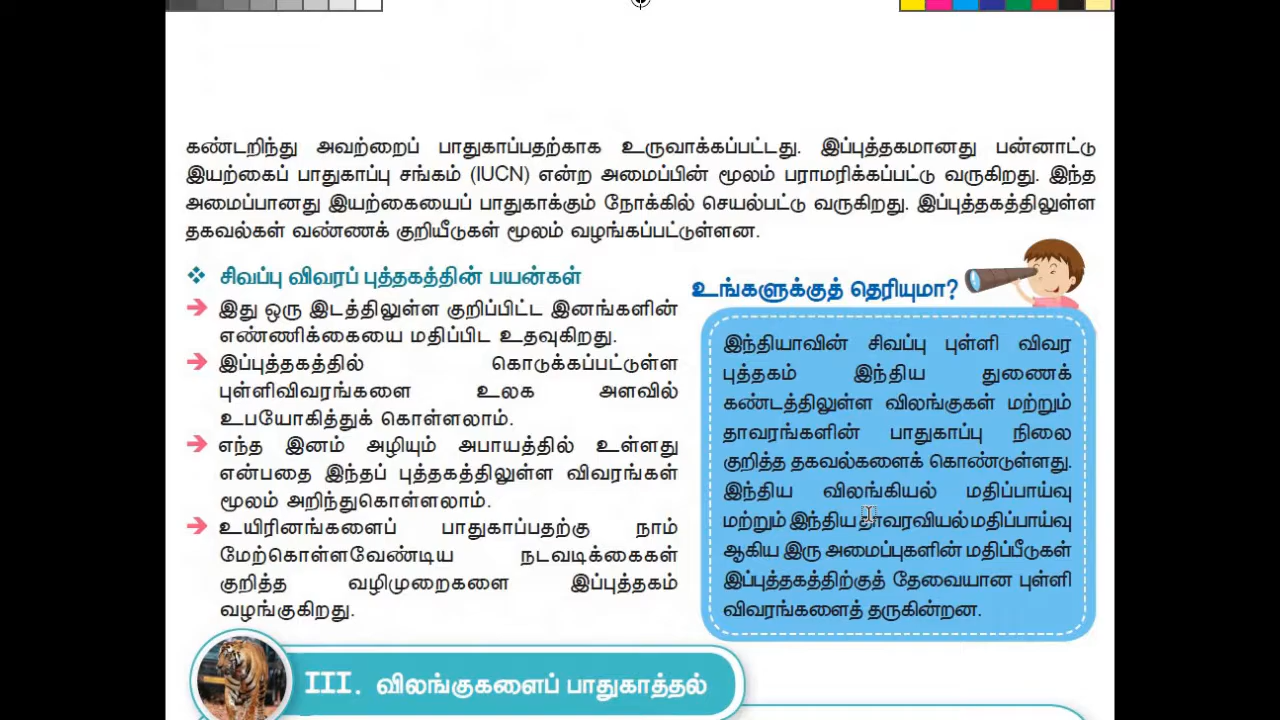 கண்டறிந்து அவற்றைப் பாதுகாப்பதற்காக உருவாக்கப்பட்டது. இப்புத்தகமானது பன்னாட்டு
இயற்கைப் பாதுகாப்பு சங்கம் (IUCN) என்ற அமைப்பின் மூலம் பராமரிக்கப்பட்டு வருகிறது. இந்த
அமைப்பானது இயற்கையைப் பாதுகாக்கும் நோக்கில் செயல்பட்டு வருகிறது. இப்புத்தகத்திலுள்ள
தகவல்கள் வண்ணக் குறியீடுகள் மூலம் வழங்கப்பட்டுள்ளன.
❖ சிவப்பு விவரப் புத்தகத்தின் பயன்கள்
➔ இது ஒரு இடத்திலுள்ள குறிப்பிட்ட இனங்களின்
எண்ணிக்கையை மதிப்பிட உதவுகிறது.
➔ இப்புத்தகத்தில் கொடுக்கப்பட்டுள்ள
புள்ளிவிவரங்களை உலக அளவில்
உபயோகித்துக் கொள்ளலாம்.
➔ எந்த இனம் அழியும் அபாயத்தில் உள்ளது
என்பதை இந்தப் புத்தகத்திலுள்ள விவரங்கள்
மூலம் அறிந்துகொள்ளலாம்.
➔ உயிரினங்களைப் பாதுகாப்பதற்கு நாம்
மேற்கொள்ளவேண்டிய நடவடிக்கைகள்
குறித்த வழிமுறைகளை இப்புத்தகம்
வழங்குகிறது.
உங்களுக்குத் தெரியுமா?
இந்தியாவின் சிவப்பு புள்ளி விவர
புத்தகம் இந்திய துணைக்
கண்டத்திலுள்ள விலங்குகள் மற்றும்
தாவரங்களின் பாதுகாப்பு நிலை
குறித்த தகவல்களைக் கொண்டுள்ளது.
இந்திய விலங்கியல் மதிப்பாய்வு
மற்றும் இந்திய தாவரவியல் மதிப்பாய்வு
ஆகிய இரு அமைப்புகளின் மதிப்பீடுகள்
இப்புத்தகத்திற்குத் தேவையான புள்ளி
விவரங்களைத் தருகின்றன.
III. விலங்குகளைப் பாதுகாத்தல்